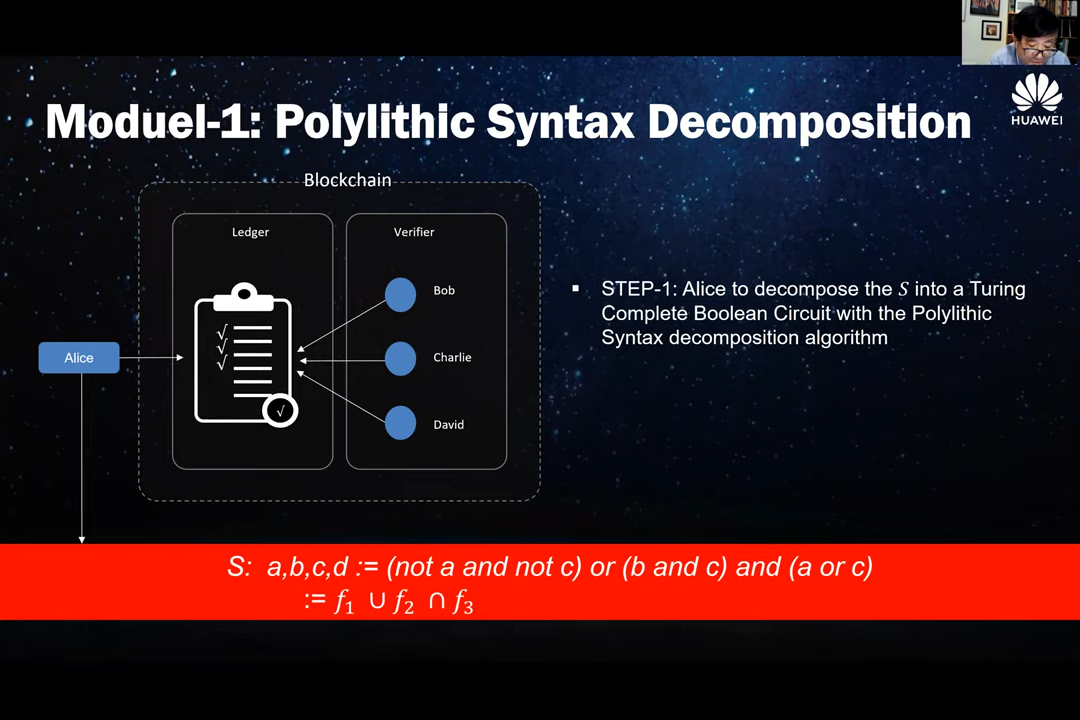 HUAWEI
Moduel-1: Polylithic Syntax Decomposition
Blockchain
Ledger
Verifier
Bob
Charlie
David
Alice
√
√
√
√
▪ STEP-1: Alice to decompose the S into a Turing
Complete Boolean Circuit with the Polylithic
Syntax decomposition algorithm
S: a,b,c,d := (not a and not c) or (b and c) and (a or c)
:= f₁ ∪ f₂ ∩ f₃